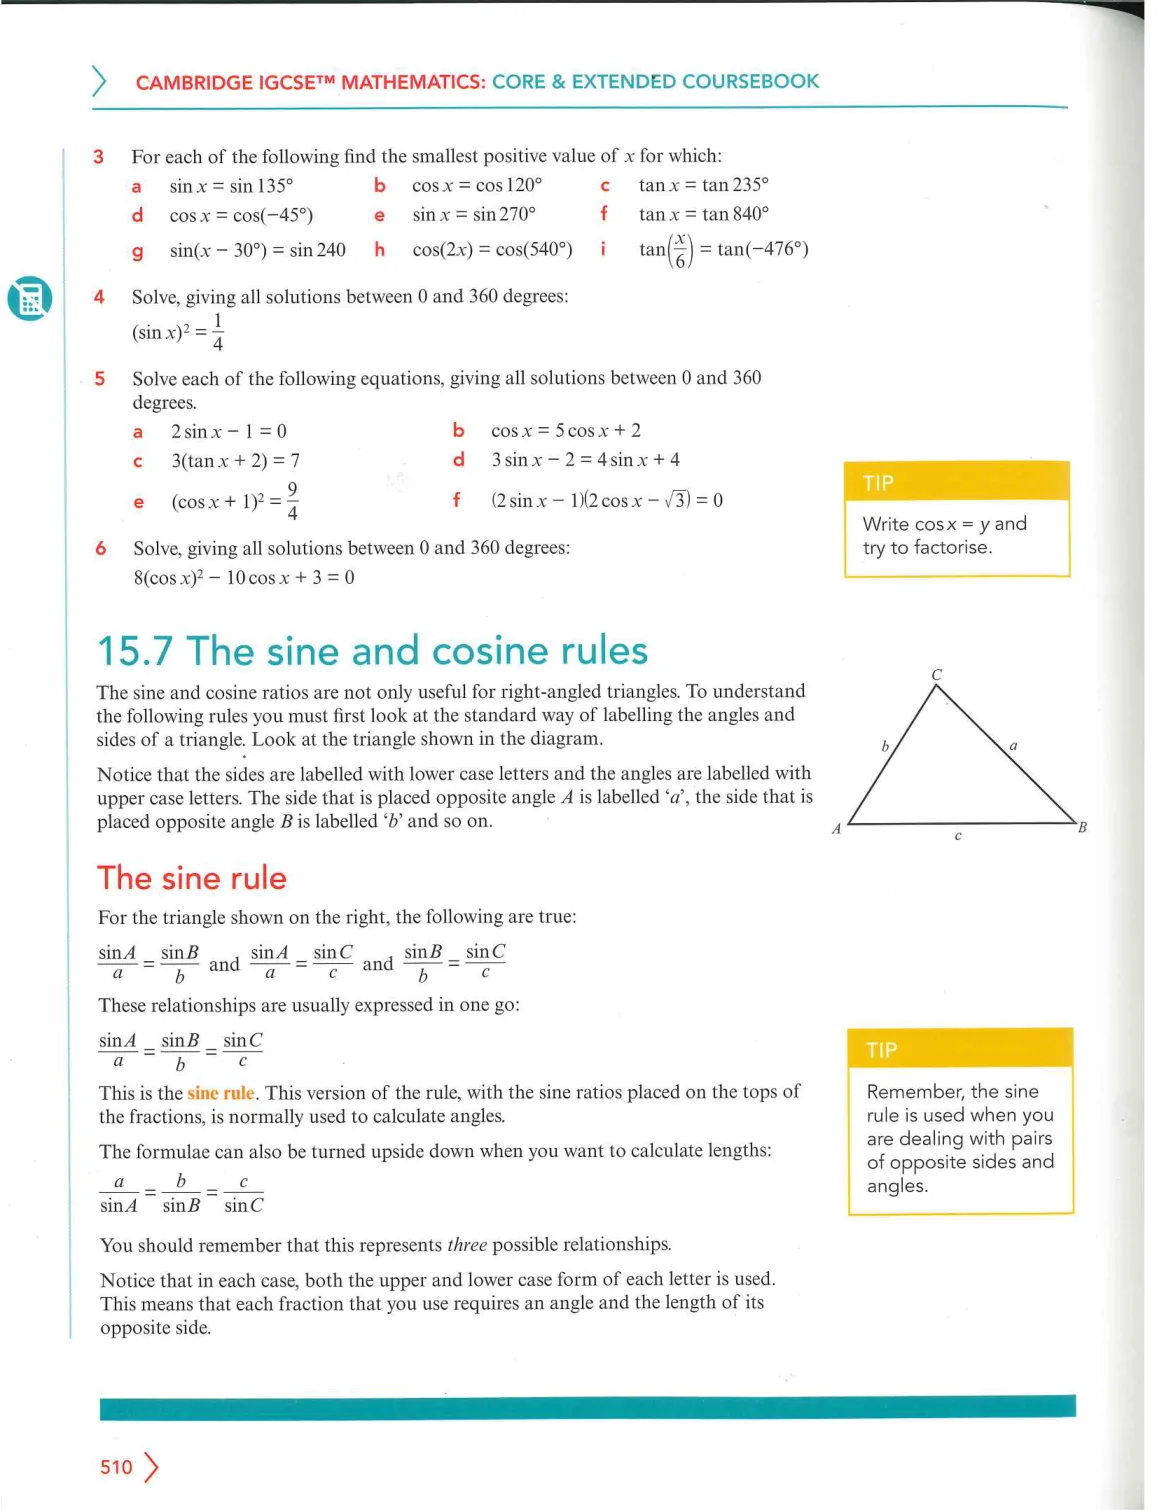 CAMBRIDGE IGCSE™ MATHEMATICS: CORE & EXTENDED COURSEBOOK
3 For each of the following find the smallest positive value of x for which:
a sin x = sin 135° b cos x = cos 120° c tan x = tan 235°
d cos x = cos(−45°) e sin x = sin 270° f tan x = tan 840°
g sin(x − 30°) = sin 240 h cos(2x) = cos(540°) i tan(x/6) = tan(−476°)
4 Solve, giving all solutions between 0 and 360 degrees:
(sin x)² = 1/4
5 Solve each of the following equations, giving all solutions between 0 and 360
degrees.
a 2 sin x − 1 = 0 b cos x = 5 cos x + 2
c 3(tan x + 2) = 7 d 3 sin x − 2 = 4 sin x + 4
e (cos x + 1)² = 9/4 f (2 sin x − 1)(2 cos x − √3) = 0
6 Solve, giving all solutions between 0 and 360 degrees:
8(cos x)² − 10 cos x + 3 = 0
TIP
Write cos x = y and
try to factorise.
15.7 The sine and cosine rules
The sine and cosine ratios are not only useful for right-angled triangles. To understand
the following rules you must first look at the standard way of labelling the angles and
sides of a triangle. Look at the triangle shown in the diagram.
Notice that the sides are labelled with lower case letters and the angles are labelled with
upper case letters. The side that is placed opposite angle A is labelled ‘a’, the side that is
placed opposite angle B is labelled ‘b’ and so on.
C
b a
A B
c
The sine rule
For the triangle shown on the right, the following are true:
sin A/a = sin B/b and sin A/a = sin C/c and sin B/b = sin C/c
These relationships are usually expressed in one go:
sin A/a = sin B/b = sin C/c
This is the sine rule. This version of the rule, with the sine ratios placed on the tops of
the fractions, is normally used to calculate angles.
The formulae can also be turned upside down when you want to calculate lengths:
a/sin A = b/sin B = c/sin C
You should remember that this represents three possible relationships.
Notice that in each case, both the upper and lower case form of each letter is used.
This means that each fraction that you use requires an angle and the length of its
opposite side.
TIP
Remember, the sine
rule is used when you
are dealing with pairs
of opposite sides and
angles.
510